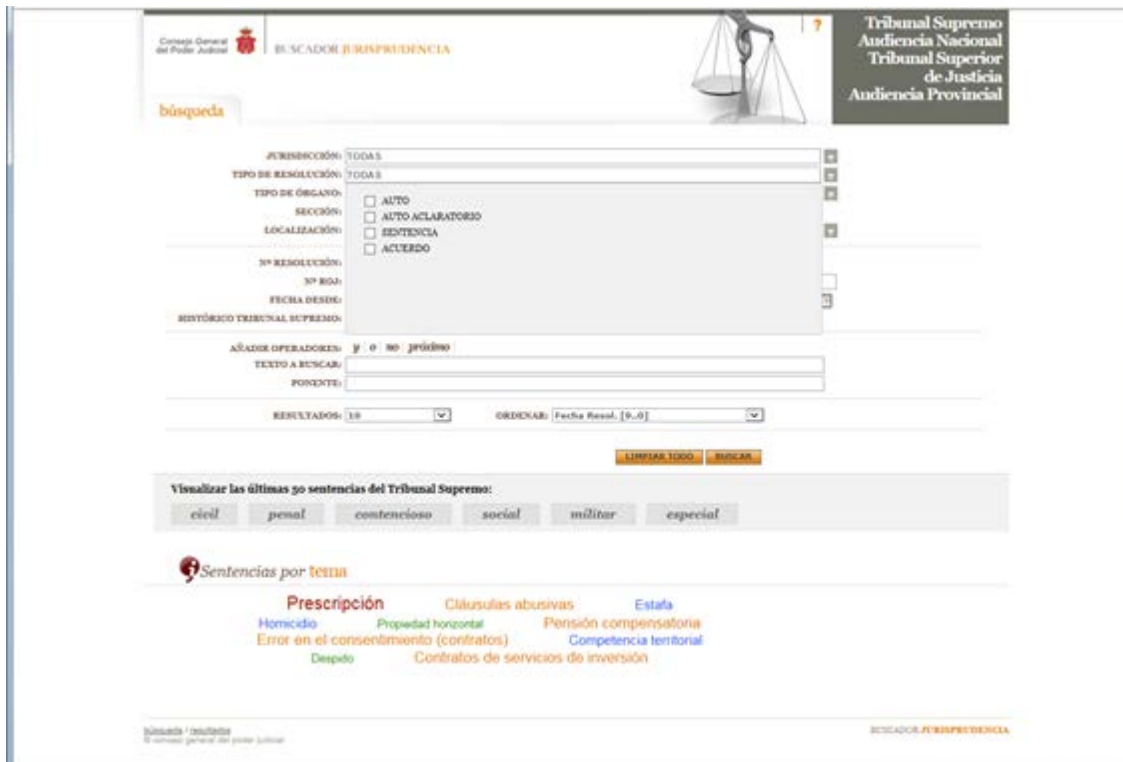 Consejo General
del Poder Judicial
BUSCADOR JURISPRUDENCIA
?
Tribunal Supremo
Audiencia Nacional
Tribunal Superior
de Justicia
Audiencia Provincial
búsqueda
JURISDICCIÓN: TODAS
TIPO DE RESOLUCIÓN: TODAS
TIPO DE ÓRGANO:
AUTO
SECCIÓN:
AUTO ACLARATORIO
SENTENCIA
LOCALIZACIÓN:
ACUERDO
Nº RESOLUCIÓN:
Nº ROJ:
FECHA DESDE:
HISTÓRICO TRIBUNAL SUPREMO:
AÑADIR OPERADORES: y o no próximo
TEXTO A BUSCAR:
PONENTE:
RESULTADOS: 10 ORDENAR: Fecha Resol. [9..0]
LIMPIAR TODO BUSCAR
Visualizar las últimas 50 sentencias del Tribunal Supremo:
civil penal contencioso social militar especial
Sentencias por tema
Prescripción Cláusulas abusivas Estafa
Homicidio Propiedad horizontal Pensión compensatoria
Error en el consentimiento (contratos) Competencia territorial
Despido Contratos de servicios de inversión
búsqueda / resultados
© consejo general del poder judicial
BUSCADOR JURISPRUDENCIA